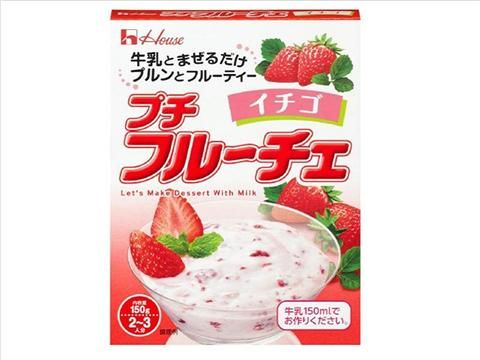 House
牛乳とまぜるだけ
プルンとフルーティー
イチゴ
プチ
フルーチェ
Let's Make Dessert With Milk
内容量
150g
2~3
人分
調理例
牛乳150mlで
お作りください。